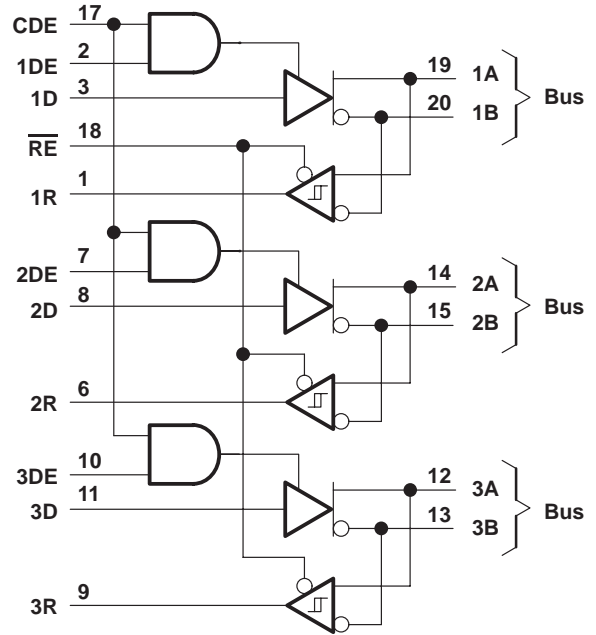 CDE 17
1DE 2
1D 3
19 1A
20 1B
Bus
RE 18
1R 1
2DE 7
2D 8
14 2A
15 2B
Bus
2R 6
3DE 10
3D 11
12 3A
13 3B
Bus
3R 9